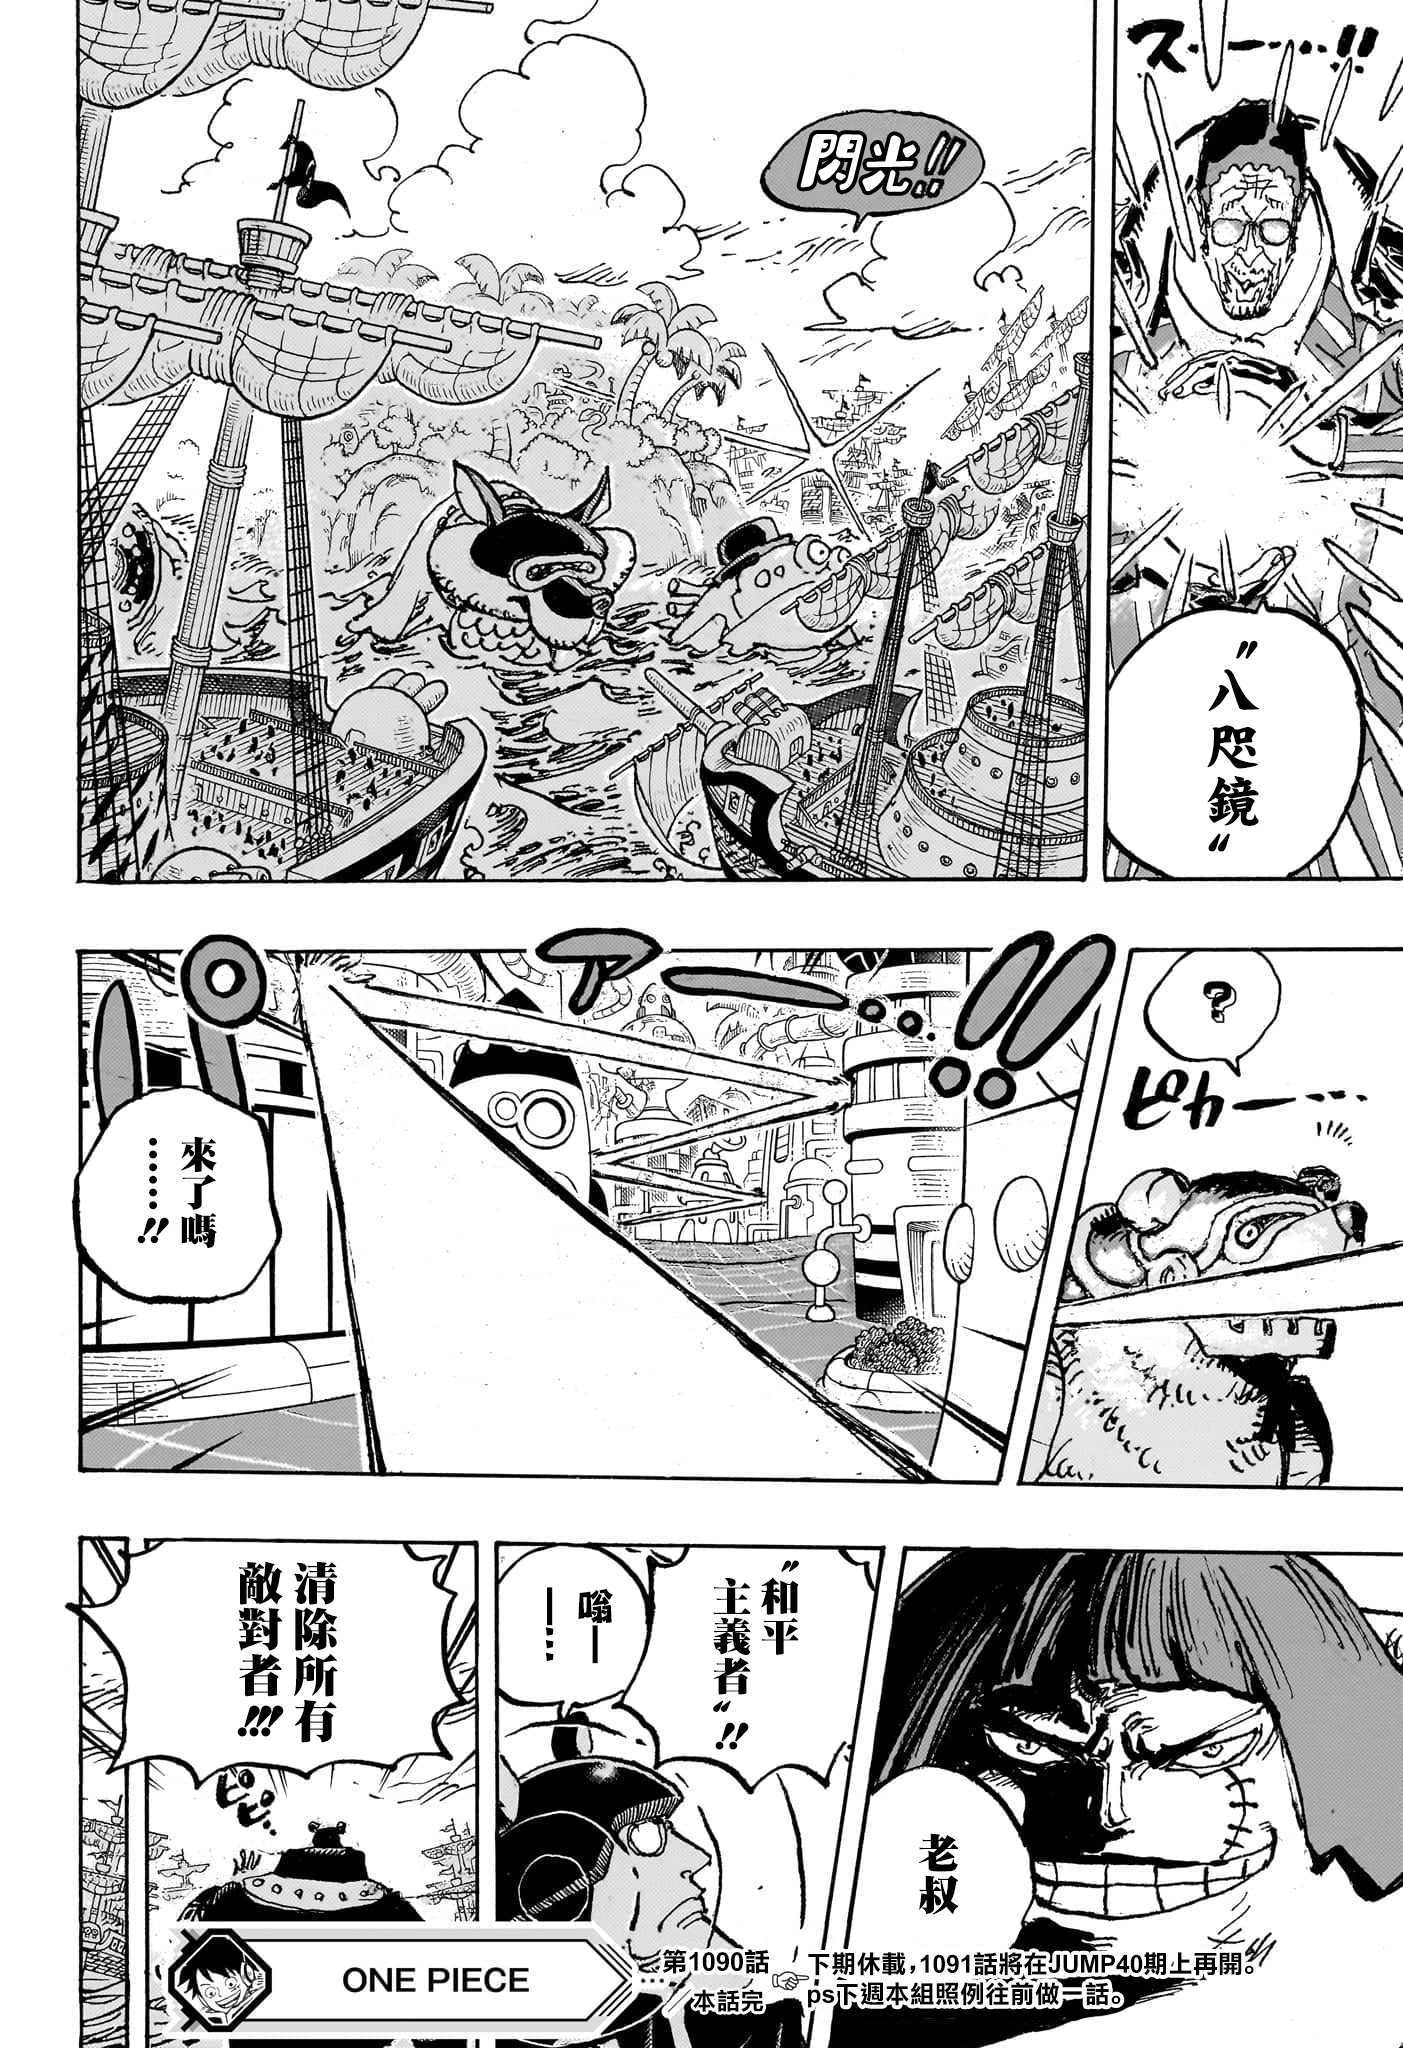 ス・ー・…!!
〝八咫鏡〟
閃光!!
?
ピカー・・・
パアー・・・!!
來了嗎
……!!
老叔
〝和平
主義者〟!!
嗡—
—…
清除所有
敵對者!!!
ピピ…
ONE PIECE
第1090話
本話完
下期休載，1091話將在JUMP40期上再開。
ps下週本組照例往前做一話。